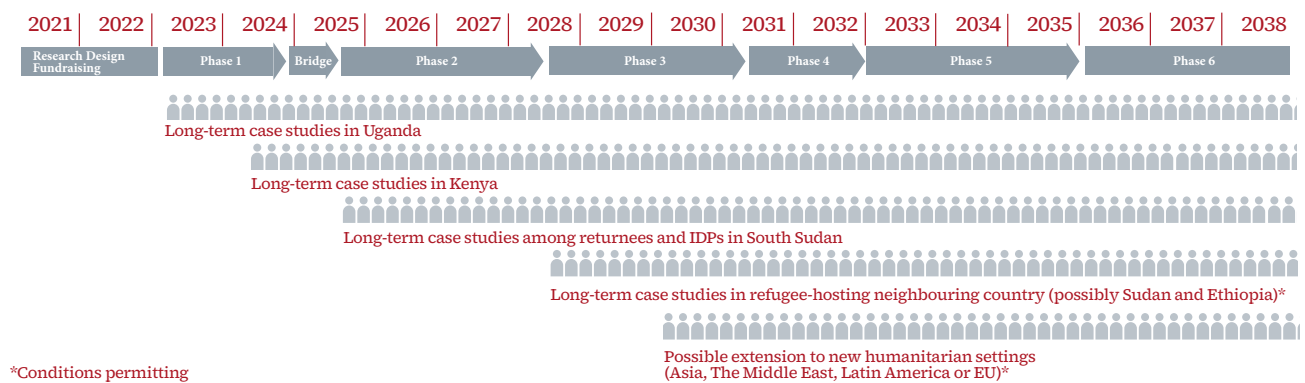 2021 2022 2023 2024 2025 2026 2027 2028 2029 2030 2031 2032 2033 2034 2035 2036 2037 2038
Research Design
Fundraising
Phase 1 Bridge Phase 2 Phase 3 Phase 4 Phase 5 Phase 6
Long-term case studies in Uganda
Long-term case studies in Kenya
Long-term case studies among returnees and IDPs in South Sudan
Long-term case studies in refugee-hosting neighbouring country (possibly Sudan and Ethiopia)*
Possible extension to new humanitarian settings
(Asia, The Middle East, Latin America or EU)*
*Conditions permitting